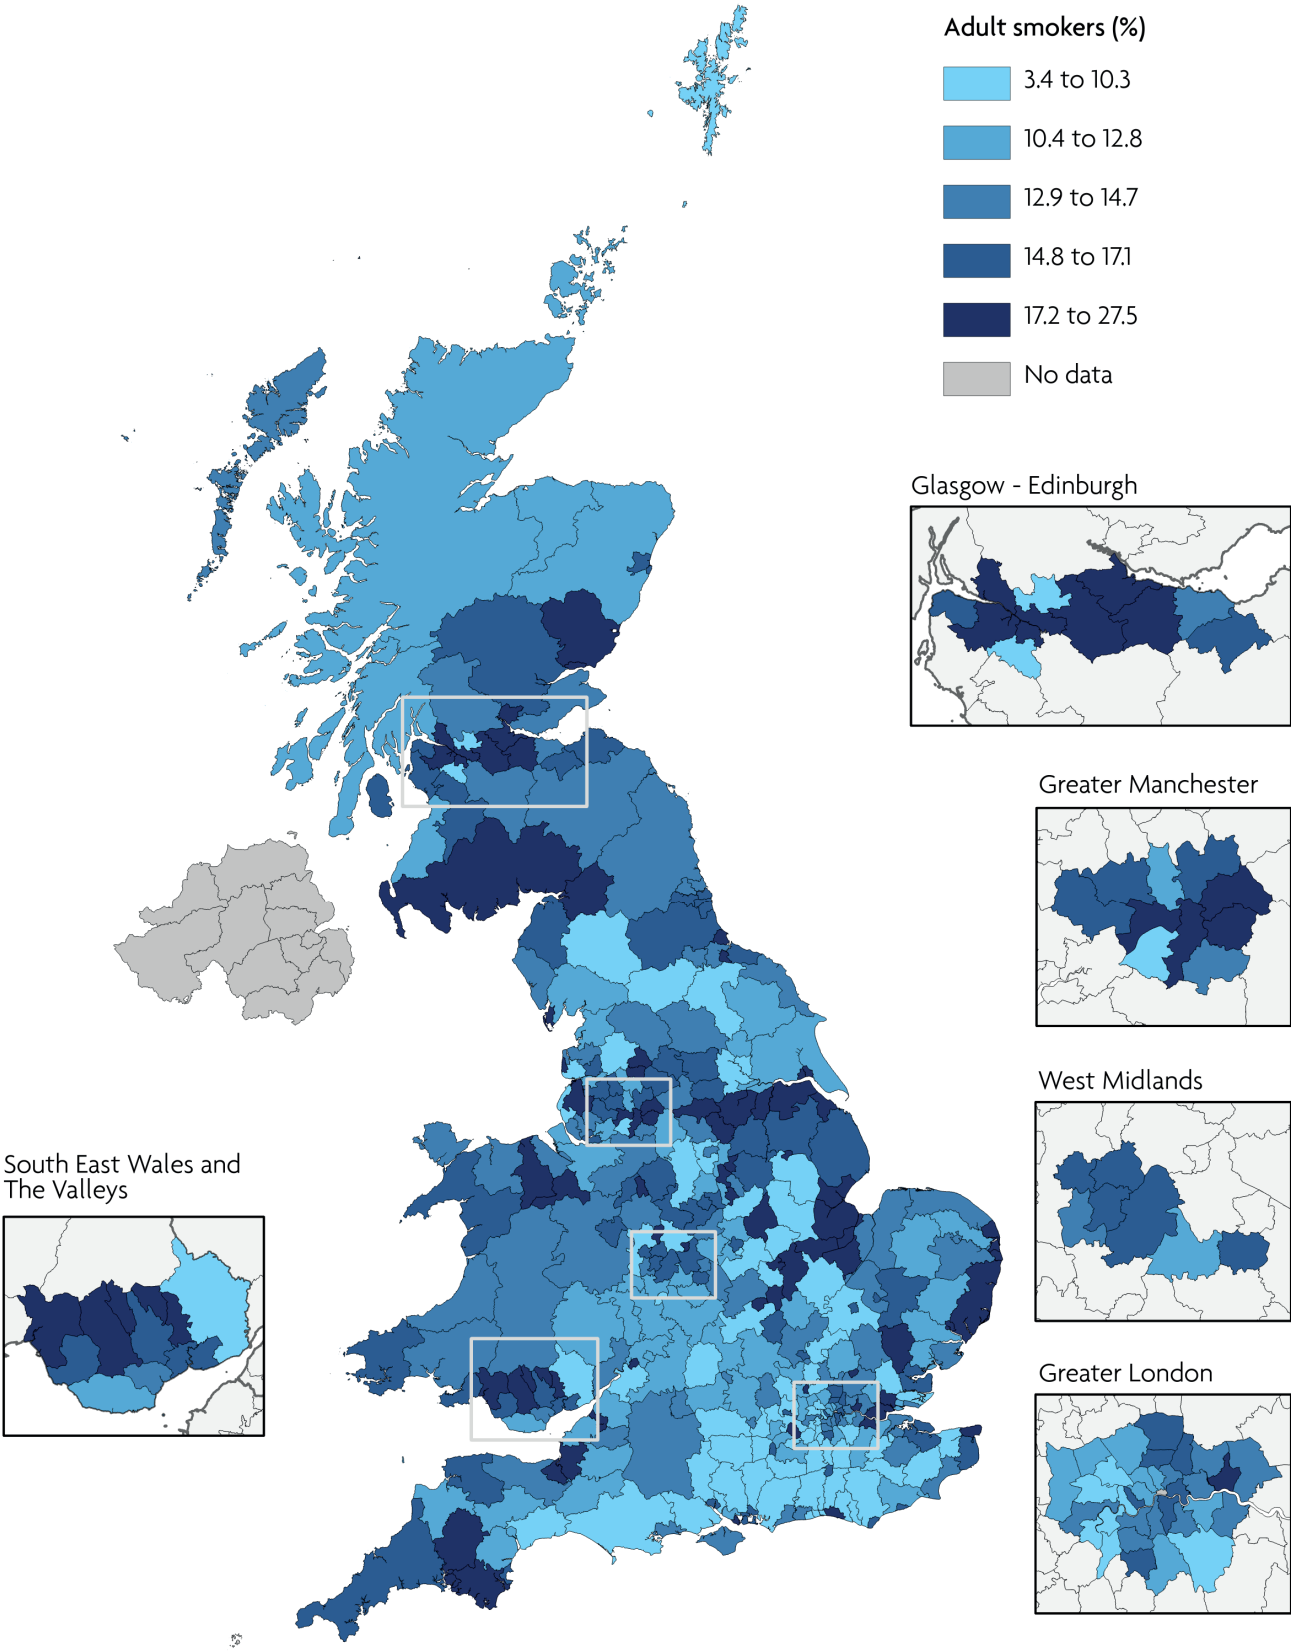 Adult smokers (%)
3.4 to 10.3
10.4 to 12.8
12.9 to 14.7
14.8 to 17.1
17.2 to 27.5
No data
Glasgow - Edinburgh
Greater Manchester
West Midlands
South East Wales and
The Valleys
Greater London